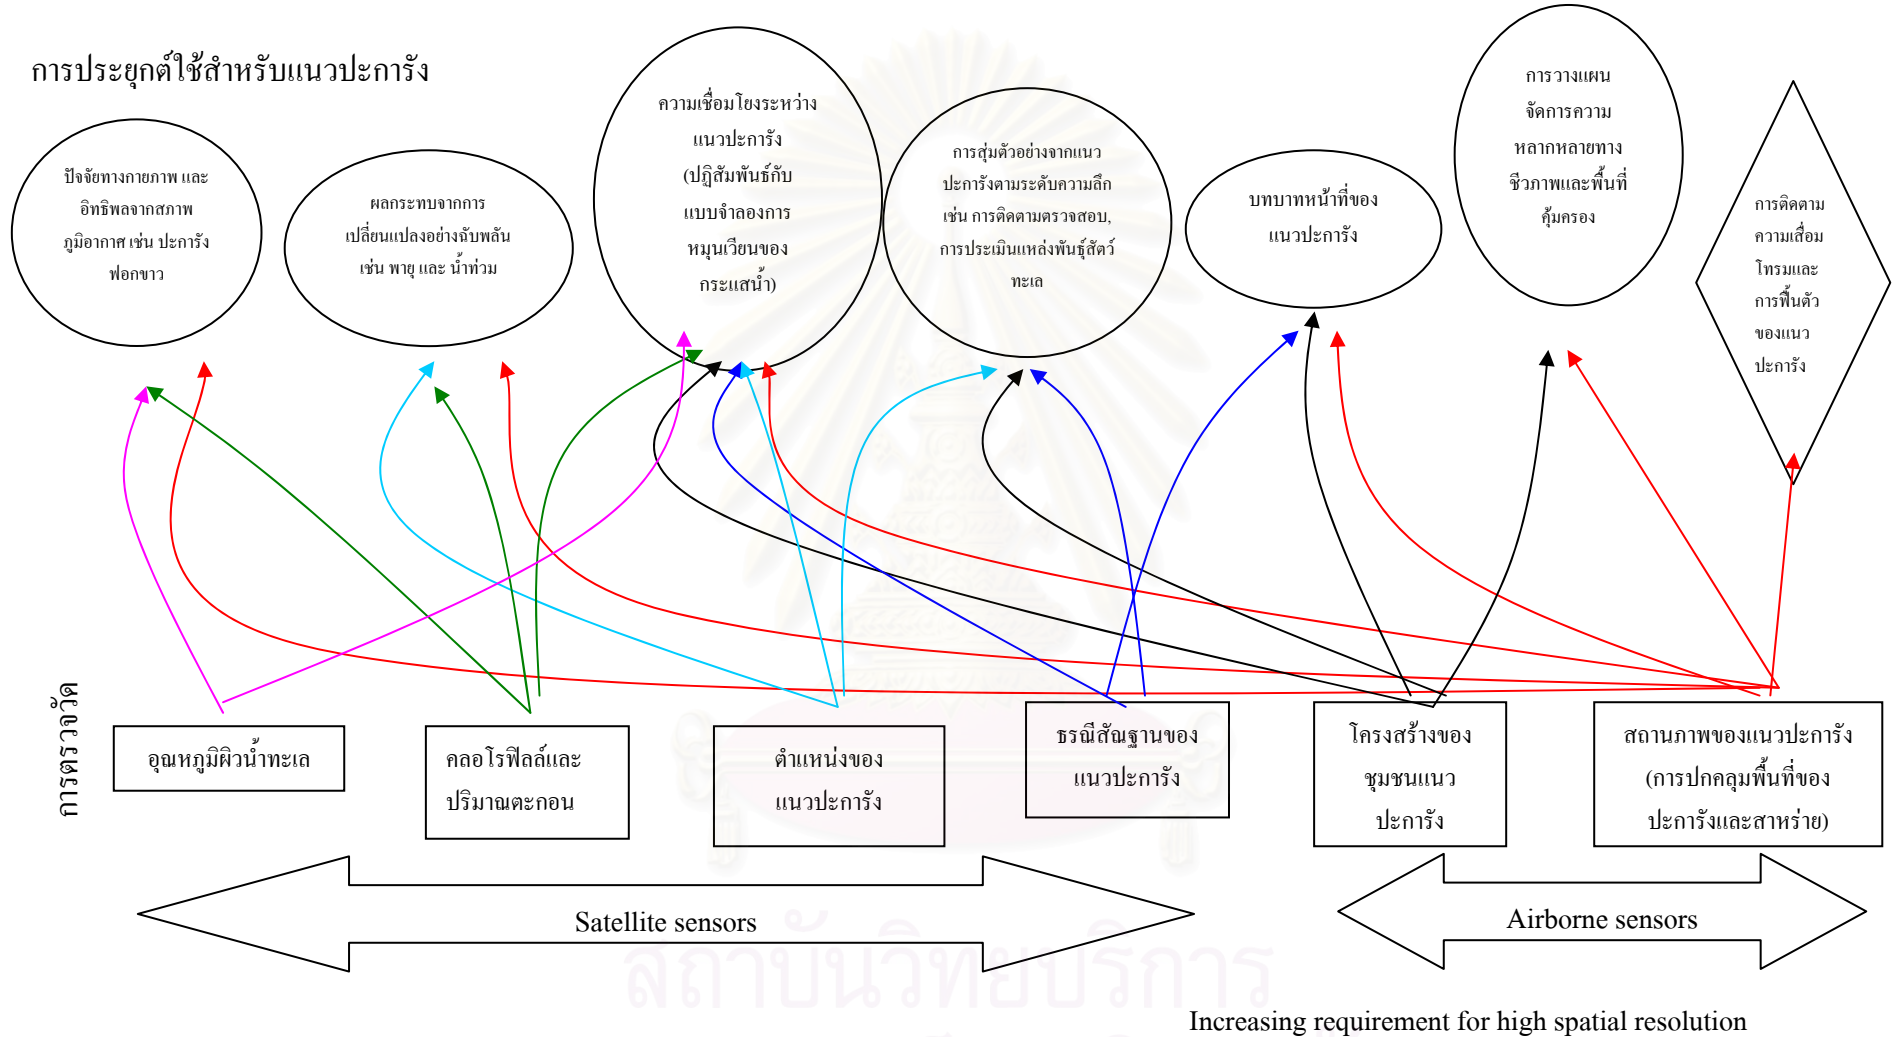 การประยุกต์ใช้สำหรับแนวปะการัง
ปัจจัยทางกายภาพ และ
อิทธิพลจากสภาพ
ภูมิอากาศ เช่น ปะการัง
ฟอกขาว
ผลกระทบจากการ
เปลี่ยนแปลงอย่างฉับพลัน
เช่น พายุ และ น้ำท่วม
ความเชื่อมโยงระหว่าง
แนวปะการัง
(ปฏิสัมพันธ์กับ
แบบจำลองการ
หมุนเวียนของ
กระแสน้ำ)
การสุ่มตัวอย่างจากแนว
ปะการังตามระดับความลึก
เช่น การติดตามตรวจสอบ,
การประเมินแหล่งพันธุ์สัตว์
ทะเล
บทบาทหน้าที่ของ
แนวปะการัง
การวางแผน
จัดการความ
หลากหลายทาง
ชีวภาพและพื้นที่
คุ้มครอง
การติดตาม
ความเสื่อม
โทรมและ
การฟื้นตัว
ของแนว
ปะการัง
การตรวจวัด
อุณหภูมิผิวน้ำทะเล
คลอโรฟิลล์และ
ปริมาณตะกอน
ตำแหน่งของ
แนวปะการัง
ธรณีสัณฐานของ
แนวปะการัง
โครงสร้างของ
ชุมชนแนว
ปะการัง
สถานภาพของแนวปะการัง
(การปกคลุมพื้นที่ของ
ปะการังและสาหร่าย)
Satellite sensors
Airborne sensors
สถาบันวิทยบริการ
Increasing requirement for high spatial resolution